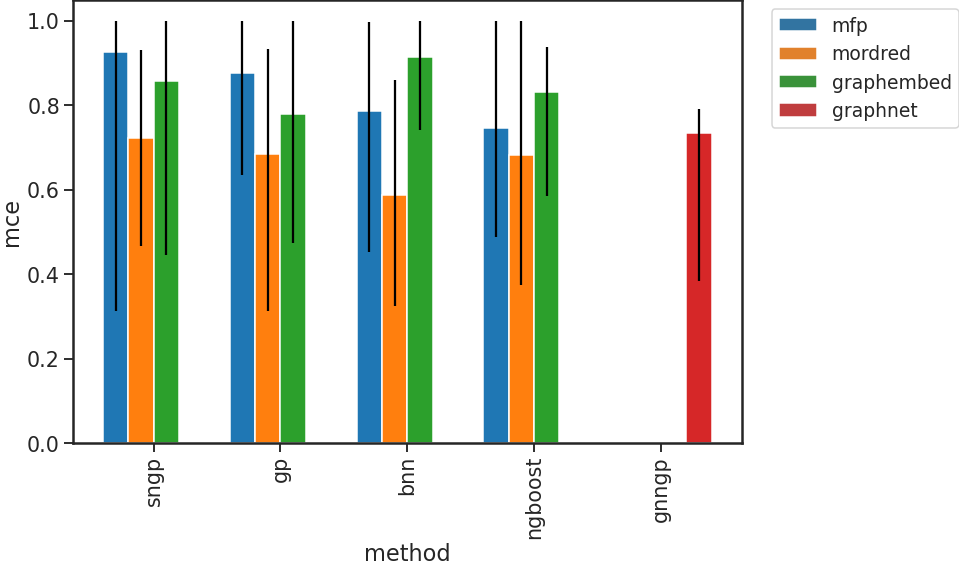 1.0
0.8
0.6
0.4
0.2
0.0
mce
sngp
gp
bnn
ngboost
gnngp
method
mfp
mordred
graphembed
graphnet